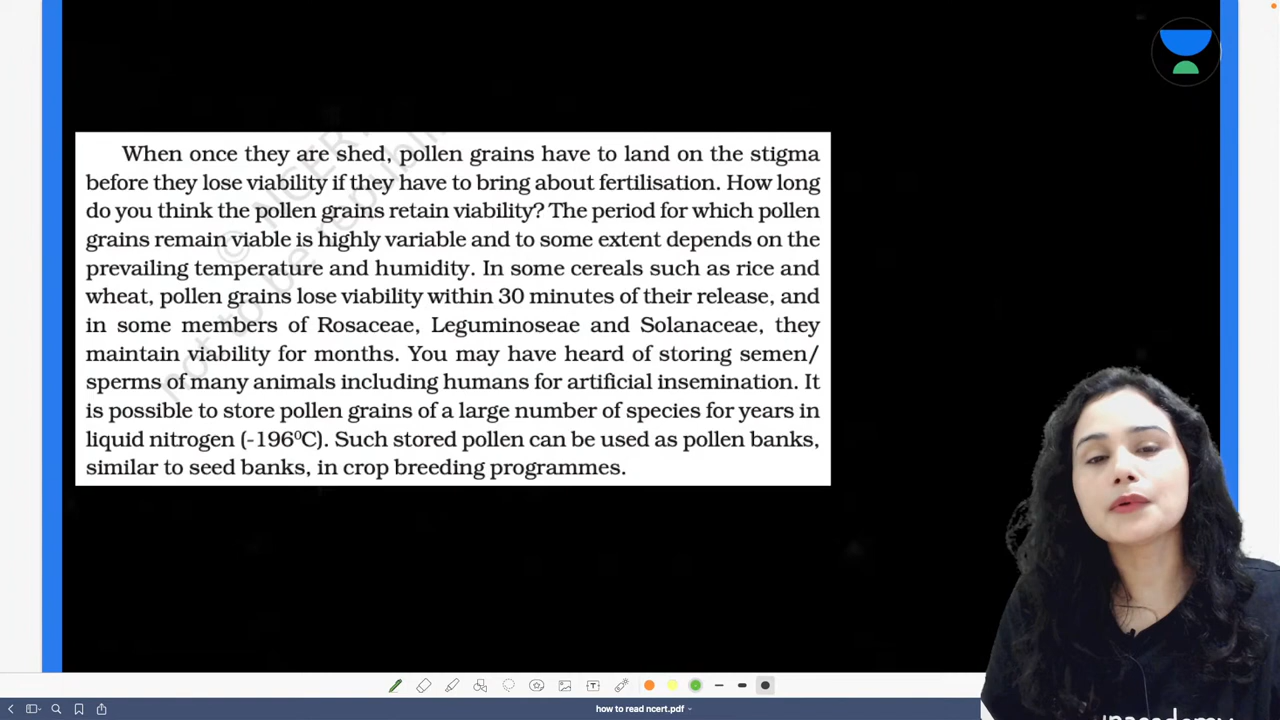 When once they are shed, pollen grains have to land on the stigma
before they lose viability if they have to bring about fertilisation. How long
do you think the pollen grains retain viability? The period for which pollen
grains remain viable is highly variable and to some extent depends on the
prevailing temperature and humidity. In some cereals such as rice and
wheat, pollen grains lose viability within 30 minutes of their release, and
in some members of Rosaceae, Leguminoseae and Solanaceae, they
maintain viability for months. You may have heard of storing semen/
sperms of many animals including humans for artificial insemination. It
is possible to store pollen grains of a large number of species for years in
liquid nitrogen (-196⁰C). Such stored pollen can be used as pollen banks,
similar to seed banks, in crop breeding programmes.
© NCERT
not to be republi
how to read ncert.pdf